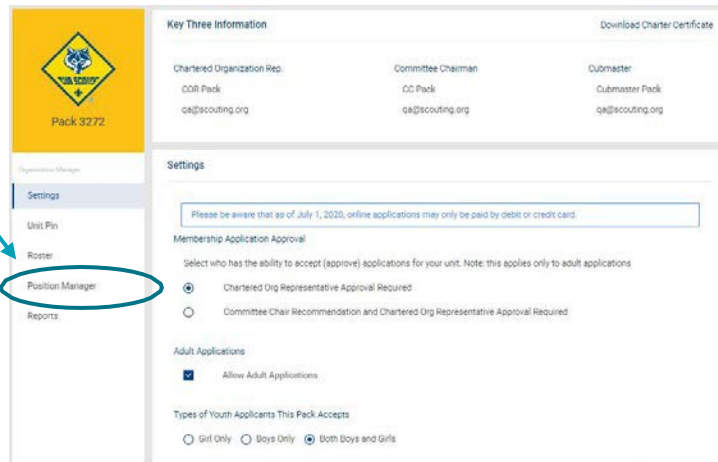 CUB SCOUTS
Pack 3272
Organization Manager
Settings
Unit Pin
Roster
Position Manager
Reports
Key Three Information
Download Charter Certificate
Chartered Organization Rep.
Committee Chairman
Cubmaster
COR Pack
CC Pack
Cubmaster Pack
qa@scouting.org
qa@scouting.org
qa@scouting.org
Settings
Please be aware that as of July 1, 2020, online applications may only be paid by debit or credit card.
Membership Application Approval
Select who has the ability to accept (approve) applications for your unit. Note: this applies only to adult applications
Chartered Org Representative Approval Required
Committee Chair Recommendation and Chartered Org Representative Approval Required
Adult Applications
Allow Adult Applications
Types of Youth Applicants This Pack Accepts
Girl Only Boys Only Both Boys and Girls